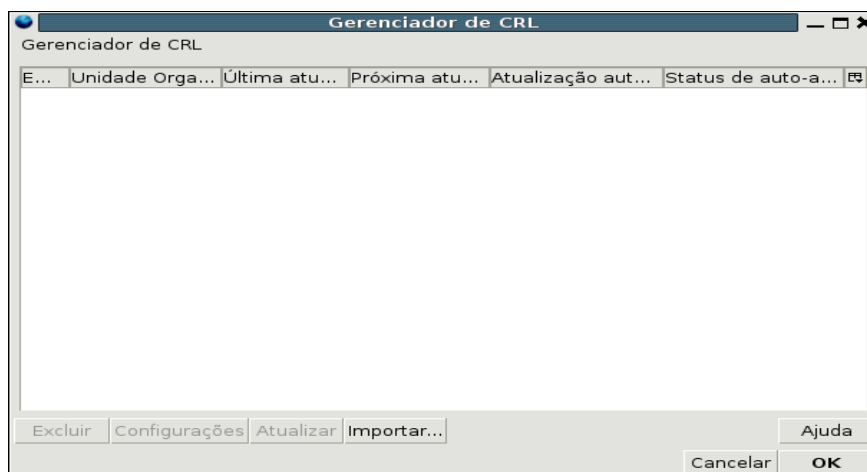 Gerenciador de CRL
Gerenciador de CRL
E... Unidade Orga... Última atu... Próxima atu... Atualização aut... Status de auto-a...
Excluir Configurações Atualizar Importar... Ajuda
Cancelar OK